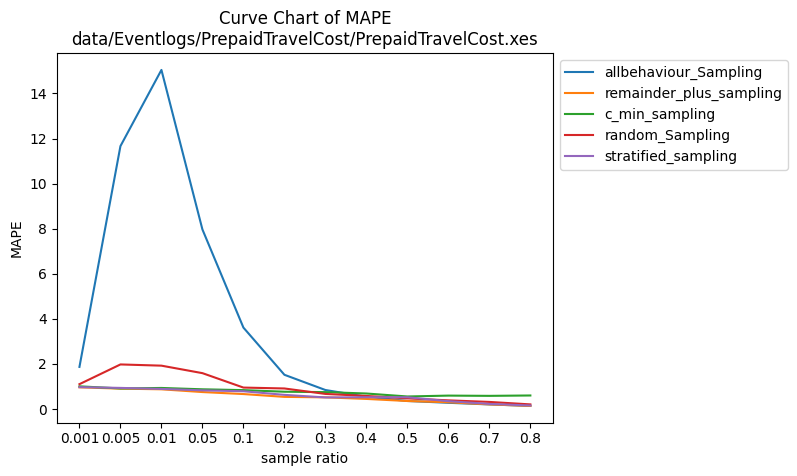 Curve Chart of MAPE
data/Eventlogs/PrepaidTravelCost/PrepaidTravelCost.xes
allbehaviour_Sampling
remainder_plus_sampling
c_min_sampling
random_Sampling
stratified_sampling
MAPE
14
12
10
8
6
4
2
0
0.001 0.005 0.01 0.05 0.1 0.2 0.3 0.4 0.5 0.6 0.7 0.8
sample ratio